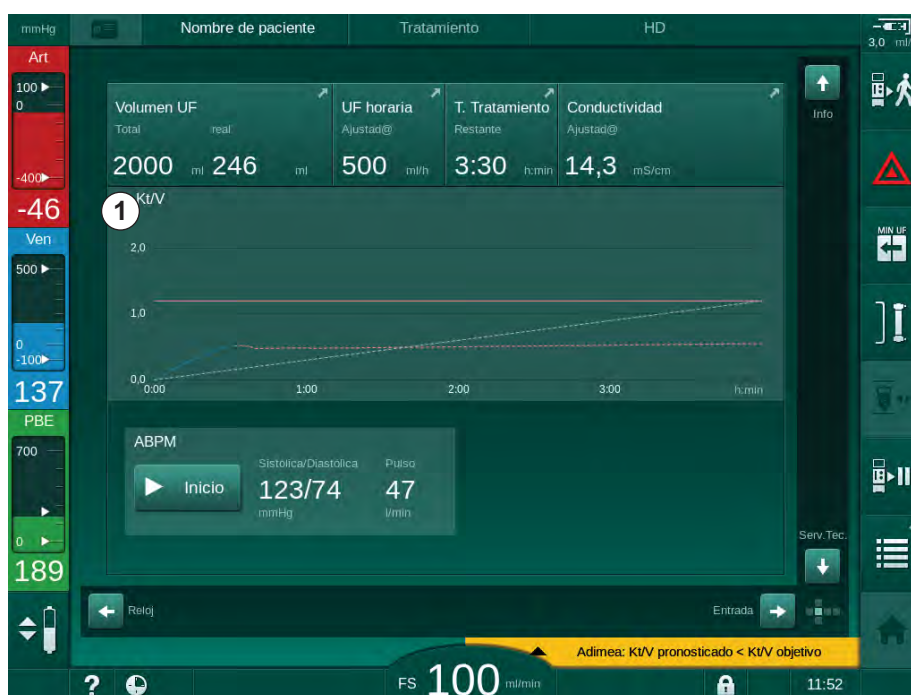 mmHg
Nombre de paciente Tratamiento HD
3,0 ml/
Art
100
0
-400
-46
Ven
500
0
-100
137
PBE
700
0
189
Volumen UF
Total real
2000 ml 246 ml
UF horaria
Ajustad@
500 ml/h
T. Tratamiento
Restante
3:30 h:min
Conductividad
Ajustad@
14,3 mS/cm
Info
1
Kt/V
2,0
1,0
0,0
0:00 1:00 2:00 3:00 h:min
ABPM
Inicio
Sistólica/Diastólica Pulso
123/74 47
mmHg l/min
Serv.Tec.
MIN UF
Reloj Entrada
Adimea: Kt/V pronosticado < Kt/V objetivo
? FS 100 ml/min 11:52